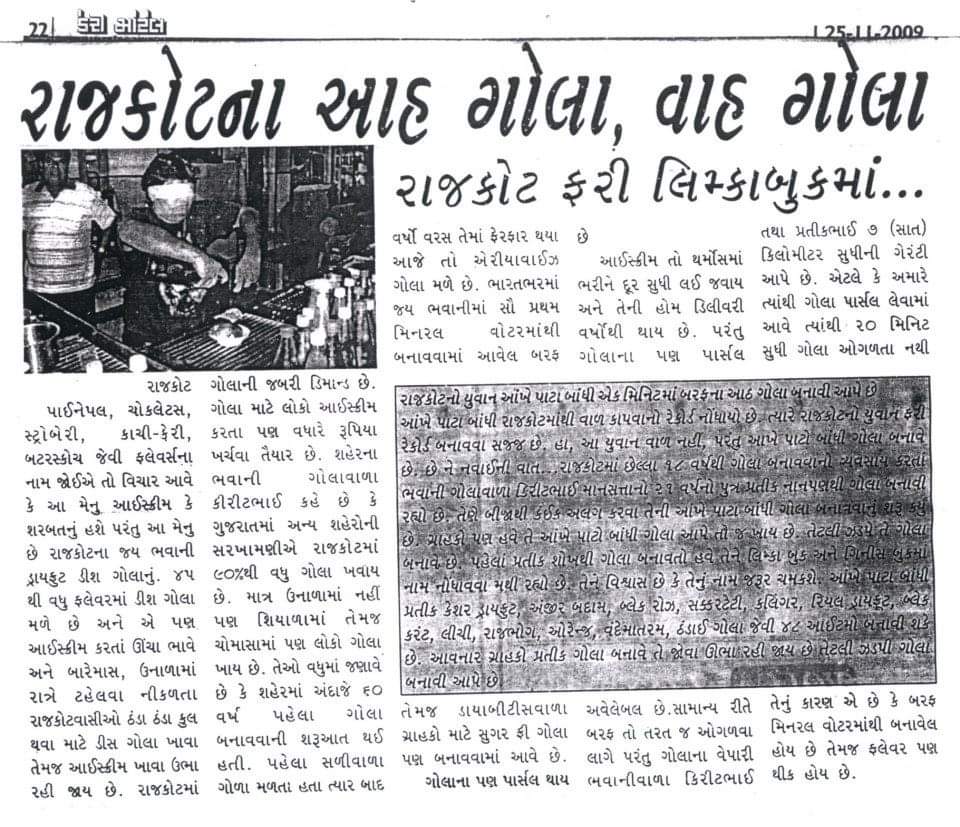 22
ડેરી માર્ટલ
25-11-2009
રાજકોટના આહ ગોલા, વાહ ગોલા
રાજકોટ ફરી લિમ્કાબુકમાં...
રાજકોટ
પાઈનેપલ, ચોકલેટસ,
સ્ટ્રોબેરી, કાચી-કેરી,
બટરસ્કોચ જેવી ફલેવર્સના
નામ જોઈએ તો વિચાર આવે
કે આ મેનુ આઈસ્ક્રીમ કે
શરબતનું હશે પરંતુ આ મેનુ
છે રાજકોટના જય ભવાની
ડ્રાયફ્રુટ ડીશ ગોલાનું. ૪૫
થી વધુ ફલેવરમાં ડીશ ગોલા
મળે છે અને એ પણ
આઈસ્ક્રીમ કરતાં ઊંચા ભાવે
અને બારેમાસ, ઉનાળામાં
રાત્રે ટહેલવા નીકળતા
રાજકોટવાસીઓ ઠંડા ઠંડા કુલ
થવા માટે ડીસ ગોલા ખાવા
તેમજ આઈસ્ક્રીમ ખાવા ઉભા
રહી જાય છે. રાજકોટમાં
ગોલાની જબરી ડિમાન્ડ છે.
ગોલા માટે લોકો આઈસ્ક્રીમ
કરતા પણ વધારે રૂપિયા
ખર્ચવા તૈયાર છે. શહેરના
ભવાની ગોલાવાળા
કીરીટભાઈ કહે છે કે
ગુજરાતમાં અન્ય શહેરોની
સરખામણીએ રાજકોટમાં
૯૦%થી વધુ ગોલા ખવાય
છે. માત્ર ઉનાળામાં નહીં
પણ શિયાળામાં તેમજ
ચોમાસામાં પણ લોકો ગોલા
ખાય છે. તેઓ વધુમાં જણાવે
છે કે શહેરમાં અંદાજે ૬૦
વર્ષ પહેલા ગોલા
બનાવવાની શરૂઆત થઈ
હતી. પહેલા સળીવાળા
ગોળા મળતા હતા ત્યાર બાદ
વર્ષો વરસ તેમાં ફેરફાર થયા
આજે તો એરીયાવાઈઝ
ગોલા મળે છે. ભારતભરમાં
જય ભવાનીમાં સૌ પ્રથમ
મિનરલ વોટરમાંથી
બનાવવામાં આવેલ બરફ
છે
આઈસ્ક્રીમ તો થર્મોસમાં
ભરીને દૂર સુધી લઈ જવાય
અને તેની હોમ ડિલીવરી
વર્ષોથી થાય છે. પરંતુ
ગોલાના પણ પાર્સલ
તથા પ્રતીકભાઈ ૭ (સાત)
કિલોમીટર સુધીની ગેરંટી
આપે છે. એટલે કે અમારે
ત્યાંથી ગોલા પાર્સલ લેવામાં
આવે ત્યાંથી ૨૦ મિનિટ
સુધી ગોલા ઓગળતા નથી
રાજકોટનો યુવાન આંખે પાટા બાંધી એક મિનિટમાં બરફના આઠ ગોલા બનાવી આપે છે
આંખે પાટા બાંધી રાજકોટમાંથી વાળ કાપવાનો રેકોર્ડ નોંધાયો છે. ત્યારે રાજકોટનો યુવાન ફરી
રેકોર્ડ બનાવવા સજ્જ છે. હા, આ યુવાન વાળ નહીં, પરંતુ આંખે પાટો બાંધી ગોલા બનાવે
છે. છે ને નવાઈની વાત...રાજકોટમાં છેલ્લા ૧૮ વર્ષથી ગોલા બનાવવાનો વ્યવસાય કરતા
ભવાની ગોલાવાળા કિરીટભાઈ માનસત્તાનો ૨૧ વર્ષનો પુત્ર પ્રતીક નાનપણથી ગોલા બનાવી
રહ્યો છે. તેણે બીજાથી કંઈક અલગ કરવા તેની આંખે પાટા બાંધી ગોલા બનાવવાનું શરૂ કર્યું
છે. ગ્રાહકો પણ હવે તે આંખે પાટો બાંધી ગોલા આપે તો જ ખાય છે. તેટલી ઝડપે તે ગોલા
બનાવે છે. પહેલાં પ્રતીક શોખથી ગોલા બનાવતો હવે તેને લિમ્કા બુક અને ગિનીસ બુકમાં
નામ નોંધાવવા મથી રહ્યો છે. તેને વિશ્વાસ છે કે તેનું નામ જરૂર ચમકશે. આંખે પાટા બાંધી
પ્રતીક કેશર ડ્રાયફ્રુટ, અંજીર બદામ, બ્લેક રોઝ, સક્કરટેટી, કલિંગર, રિયલ ડ્રાયફ્રૂટ, બ્લેક
કરંટ, લીચી, રાજભોગ, ઓરેન્જ, વંદેમાતરમ, ઠંડાઈ ગોલા જેવી ૪૮ આઈટમો બનાવી શકે
છે. આવનાર ગ્રાહકો પ્રતીક ગોલા બનાવે તે જોવા ઊભા રહી જાય છે તેટલી ઝડપી ગોલા
બનાવી આપે છે
તેમજ ડાયાબીટીસવાળા
ગ્રાહકો માટે સુગર ફ્રી ગોલા
પણ બનાવવામાં આવે છે.
ગોલાના પણ પાર્સલ થાય
અવેલેબલ છે.સામાન્ય રીતે
બરફ તો તરત જ ઓગળવા
લાગે પરંતુ ગોલાના વેપારી
ભવાનીવાળા કિરીટભાઈ
તેનું કારણ એ છે કે બરફ
મિનરલ વોટરમાંથી બનાવેલ
હોય છે તેમજ ફલેવર પણ
થીક હોય છે.